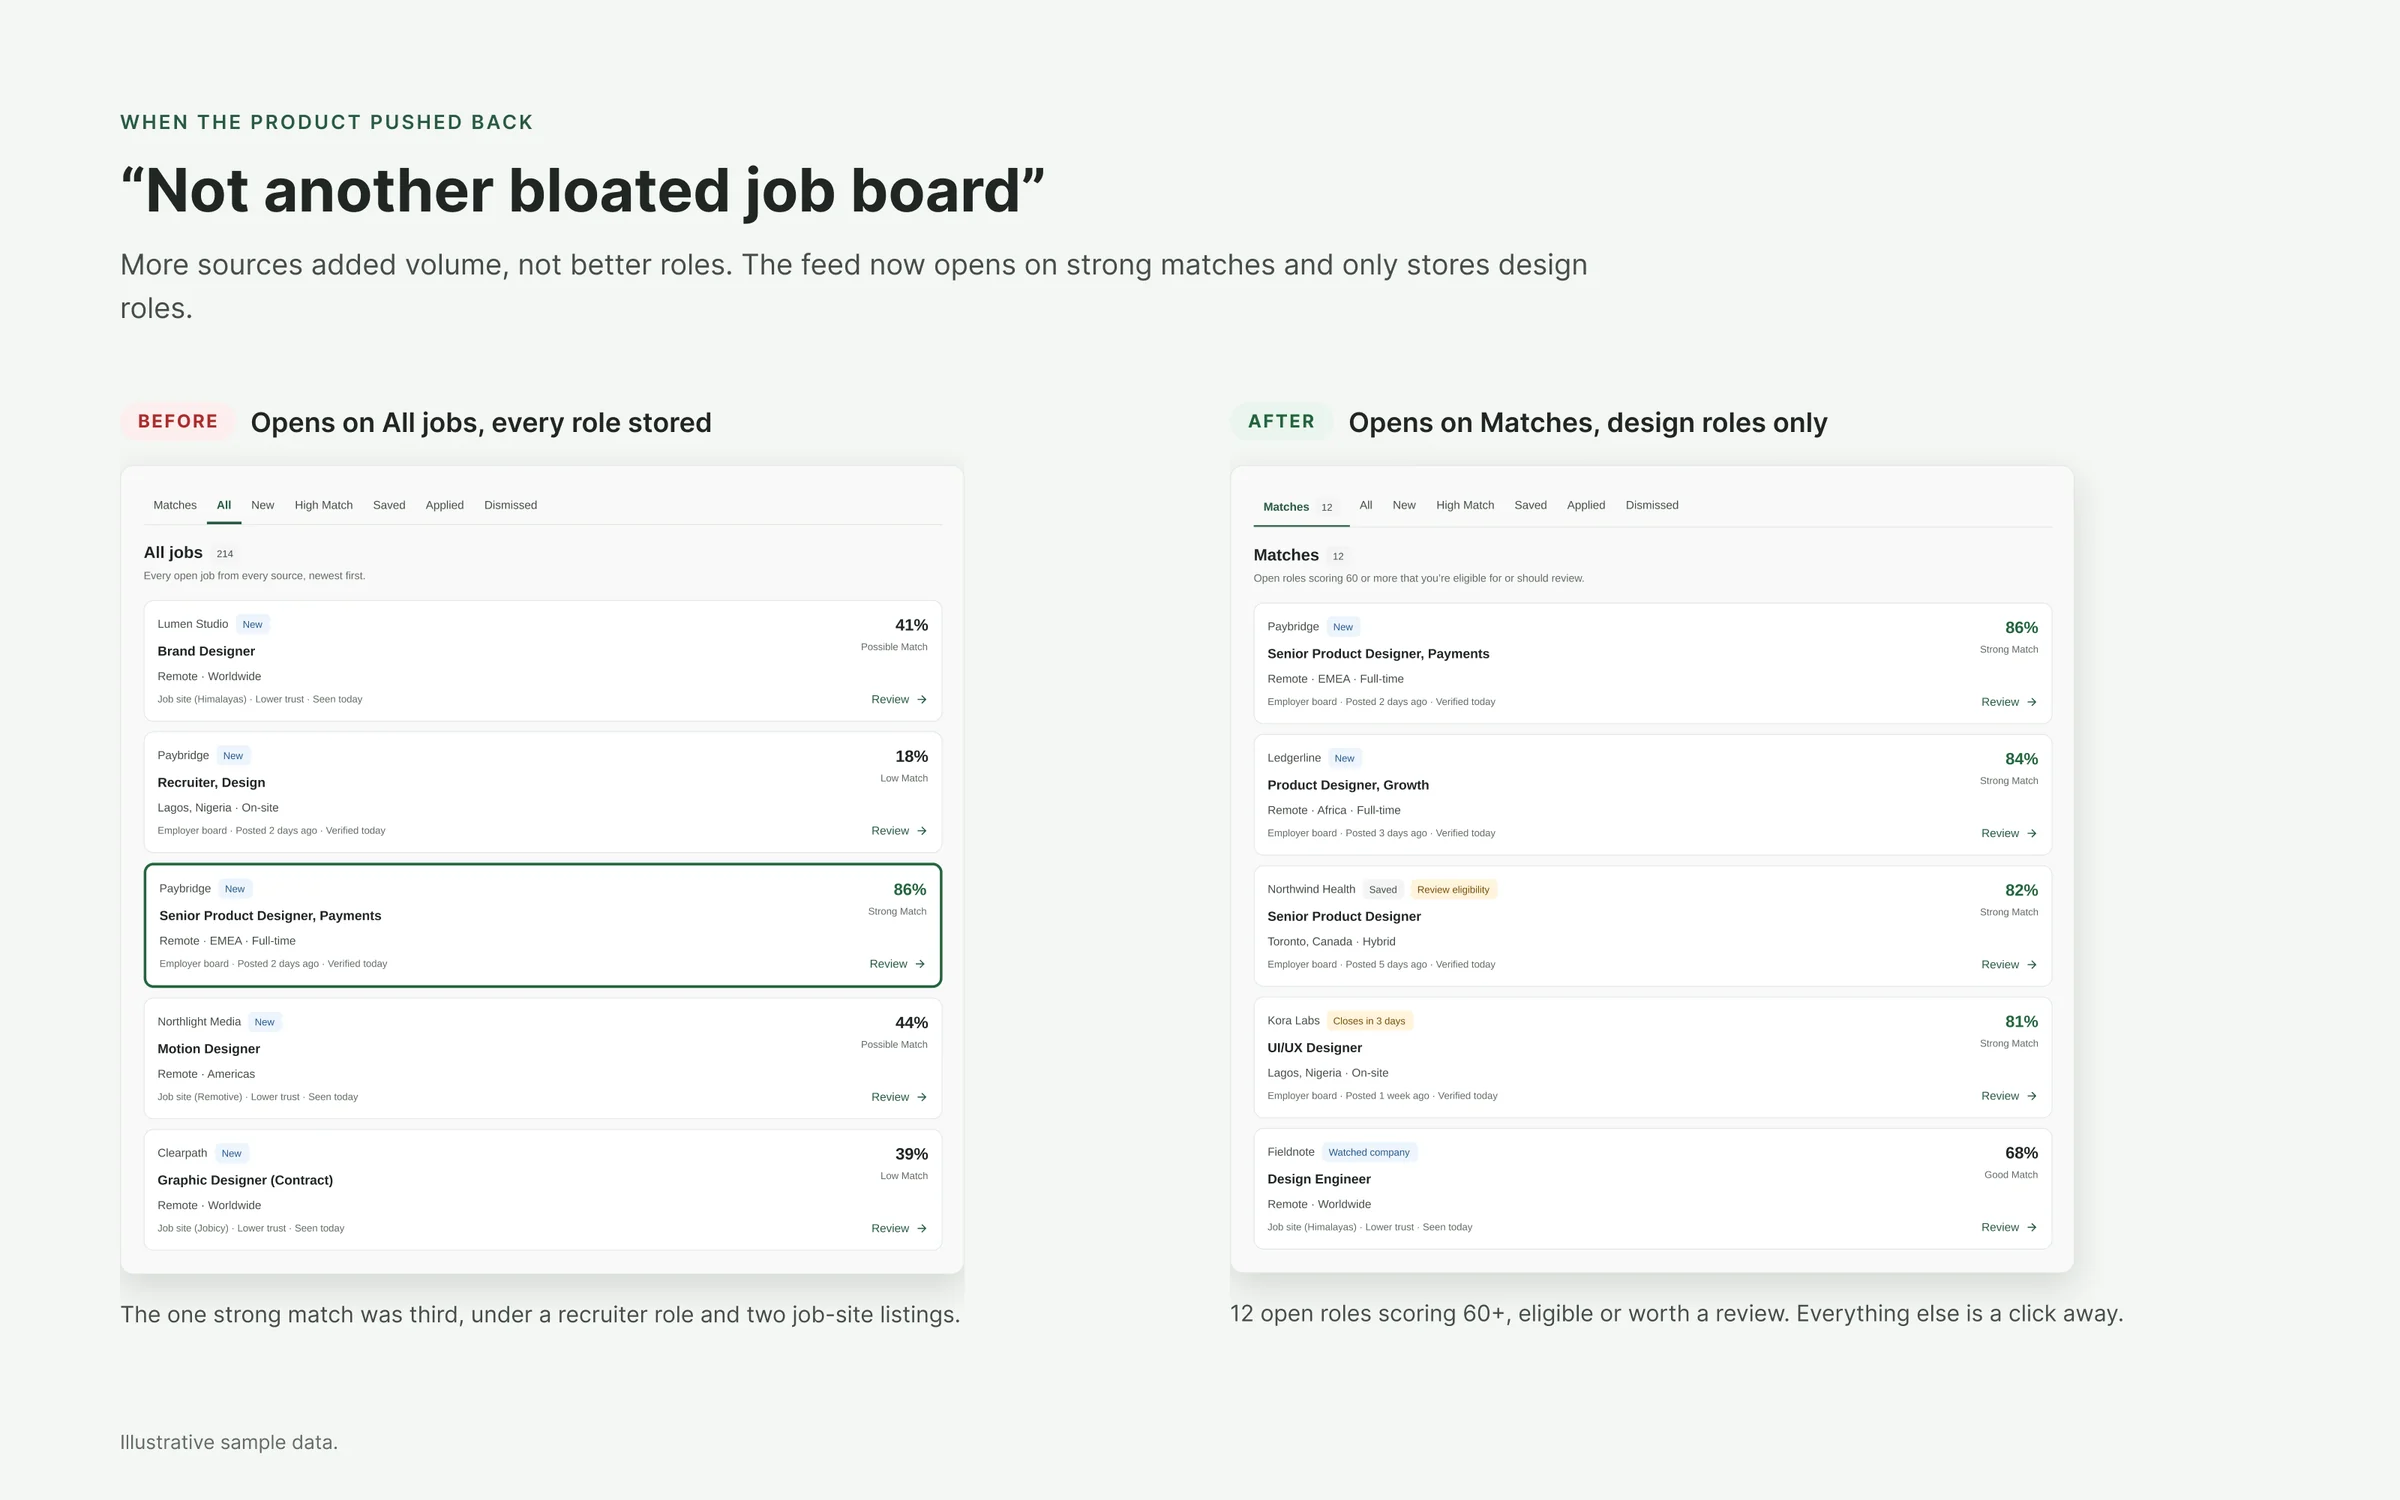 WHEN THE PRODUCT PUSHED BACK
“Not another bloated job board”
More sources added volume, not better roles. The feed now opens on strong matches and only stores design
roles.
BEFORE Opens on All jobs, every role stored
Matches All New High Match Saved Applied Dismissed
All jobs 214
Every open job from every source, newest first.
Lumen Studio New 41%
Brand Designer Possible Match
Remote · Worldwide
Job site (Himalayas) · Lower trust · Seen today Review →
Paybridge New 18%
Recruiter, Design Low Match
Lagos, Nigeria · On-site
Employer board · Posted 2 days ago · Verified today Review →
Paybridge New 86%
Senior Product Designer, Payments Strong Match
Remote · EMEA · Full-time
Employer board · Posted 2 days ago · Verified today Review →
Northlight Media New 44%
Motion Designer Possible Match
Remote · Americas
Job site (Remotive) · Lower trust · Seen today Review →
Clearpath New 39%
Graphic Designer (Contract) Low Match
Remote · Worldwide
Job site (Jobicy) · Lower trust · Seen today Review →
The one strong match was third, under a recruiter role and two job-site listings.
AFTER Opens on Matches, design roles only
Matches 12 All New High Match Saved Applied Dismissed
Matches 12
Open roles scoring 60 or more that you’re eligible for or should review.
Paybridge New 86%
Senior Product Designer, Payments Strong Match
Remote · EMEA · Full-time
Employer board · Posted 2 days ago · Verified today Review →
Ledgerline New 84%
Product Designer, Growth Strong Match
Remote · Africa · Full-time
Employer board · Posted 3 days ago · Verified today Review →
Northwind Health Saved Review eligibility 82%
Senior Product Designer Strong Match
Toronto, Canada · Hybrid
Employer board · Posted 5 days ago · Verified today Review →
Kora Labs Closes in 3 days 81%
UI/UX Designer Strong Match
Lagos, Nigeria · On-site
Employer board · Posted 1 week ago · Verified today Review →
Fieldnote Watched company 68%
Design Engineer Good Match
Remote · Worldwide
Job site (Himalayas) · Lower trust · Seen today Review →
12 open roles scoring 60+, eligible or worth a review. Everything else is a click away.
Illustrative sample data.